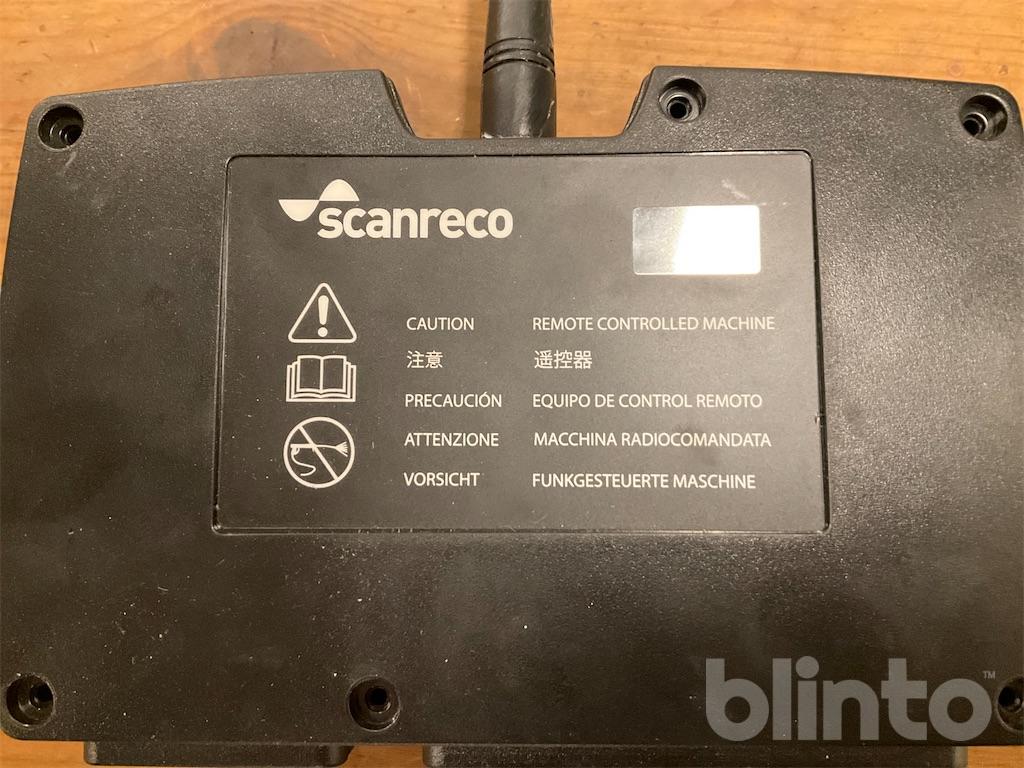 scanreco
CAUTION REMOTE CONTROLLED MACHINE
注意 遥控器
PRECAUCIÓN EQUIPO DE CONTROL REMOTO
ATTENZIONE MACCHINA RADIOCOMANDATA
VORSICHT FUNKGESTEUERTE MASCHINE
blinto™